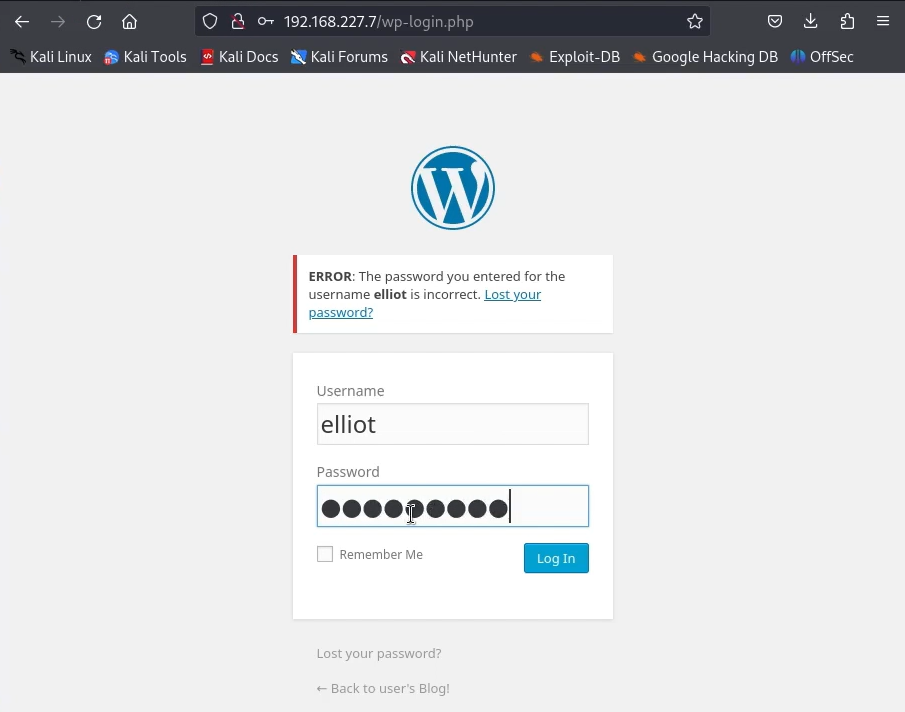 192.168.227.7/wp-login.php
Kali Linux Kali Tools Kali Docs Kali Forums Kali NetHunter Exploit-DB Google Hacking DB OffSec
ERROR: The password you entered for the
username elliot is incorrect. Lost your
password?
Username
elliot
Password
Remember Me
Log In
Lost your password?
← Back to user's Blog!